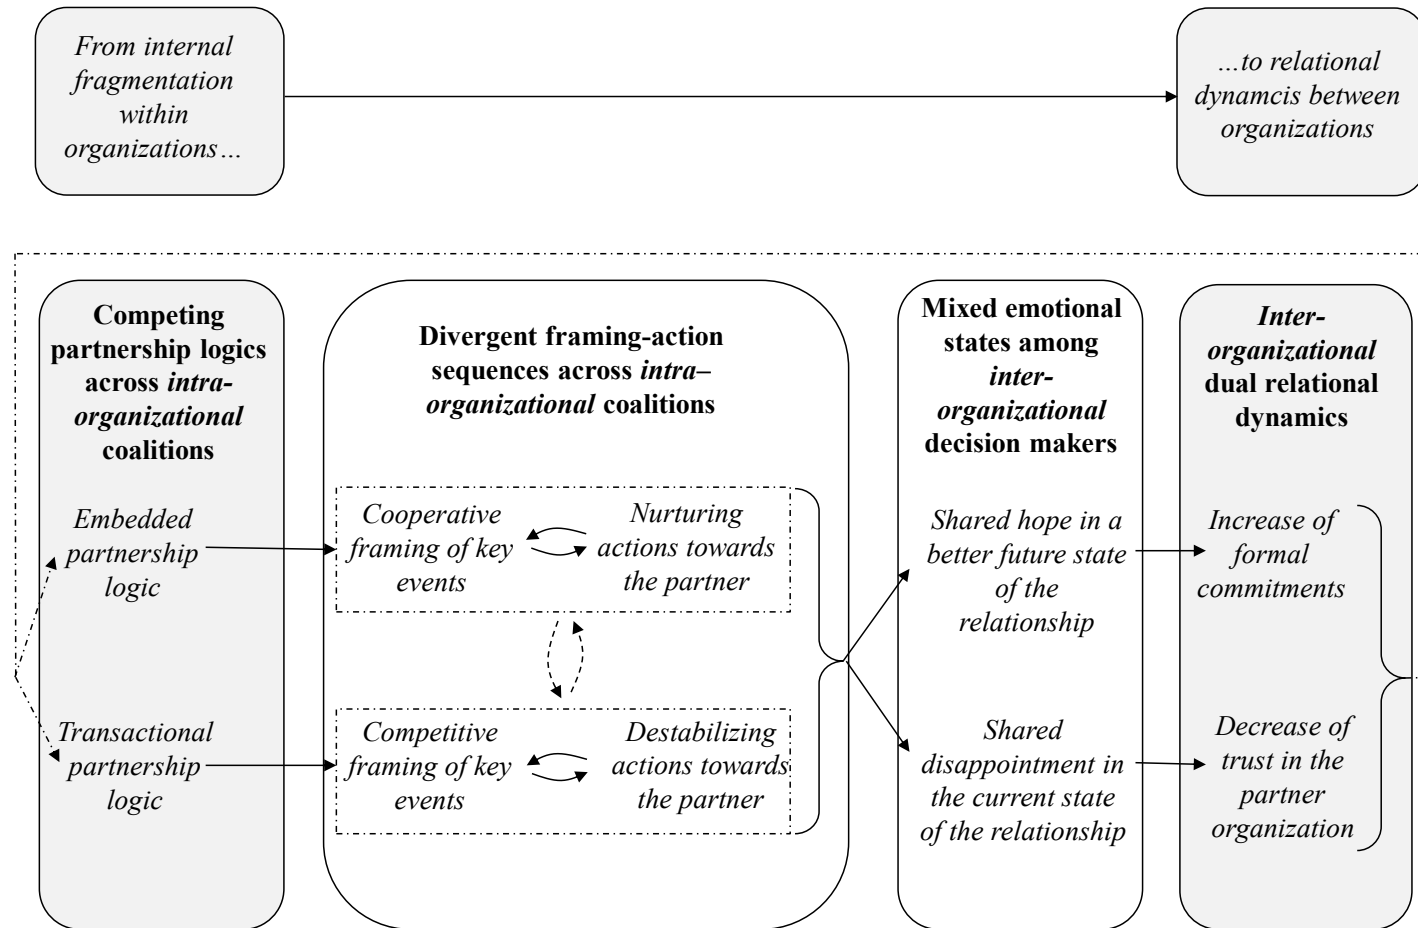 From internal
fragmentation
within
organizations…
…to relational
dynamcis between
organizations
Competing
partnership logics
across intra-
organizational
coalitions
Embedded
partnership
logic
Transactional
partnership
logic
Divergent framing-action
sequences across intra–
organizational coalitions
Cooperative
framing of key
events
Nurturing
actions towards
the partner
Competitive
framing of key
events
Destabilizing
actions towards
the partner
Mixed emotional
states among
inter-
organizational
decision makers
Shared hope in a
better future state
of the
relationship
Shared
disappointment in
the current state
of the relationship
Inter-
organizational
dual relational
dynamics
Increase of
formal
commitments
Decrease of
trust in the
partner
organization